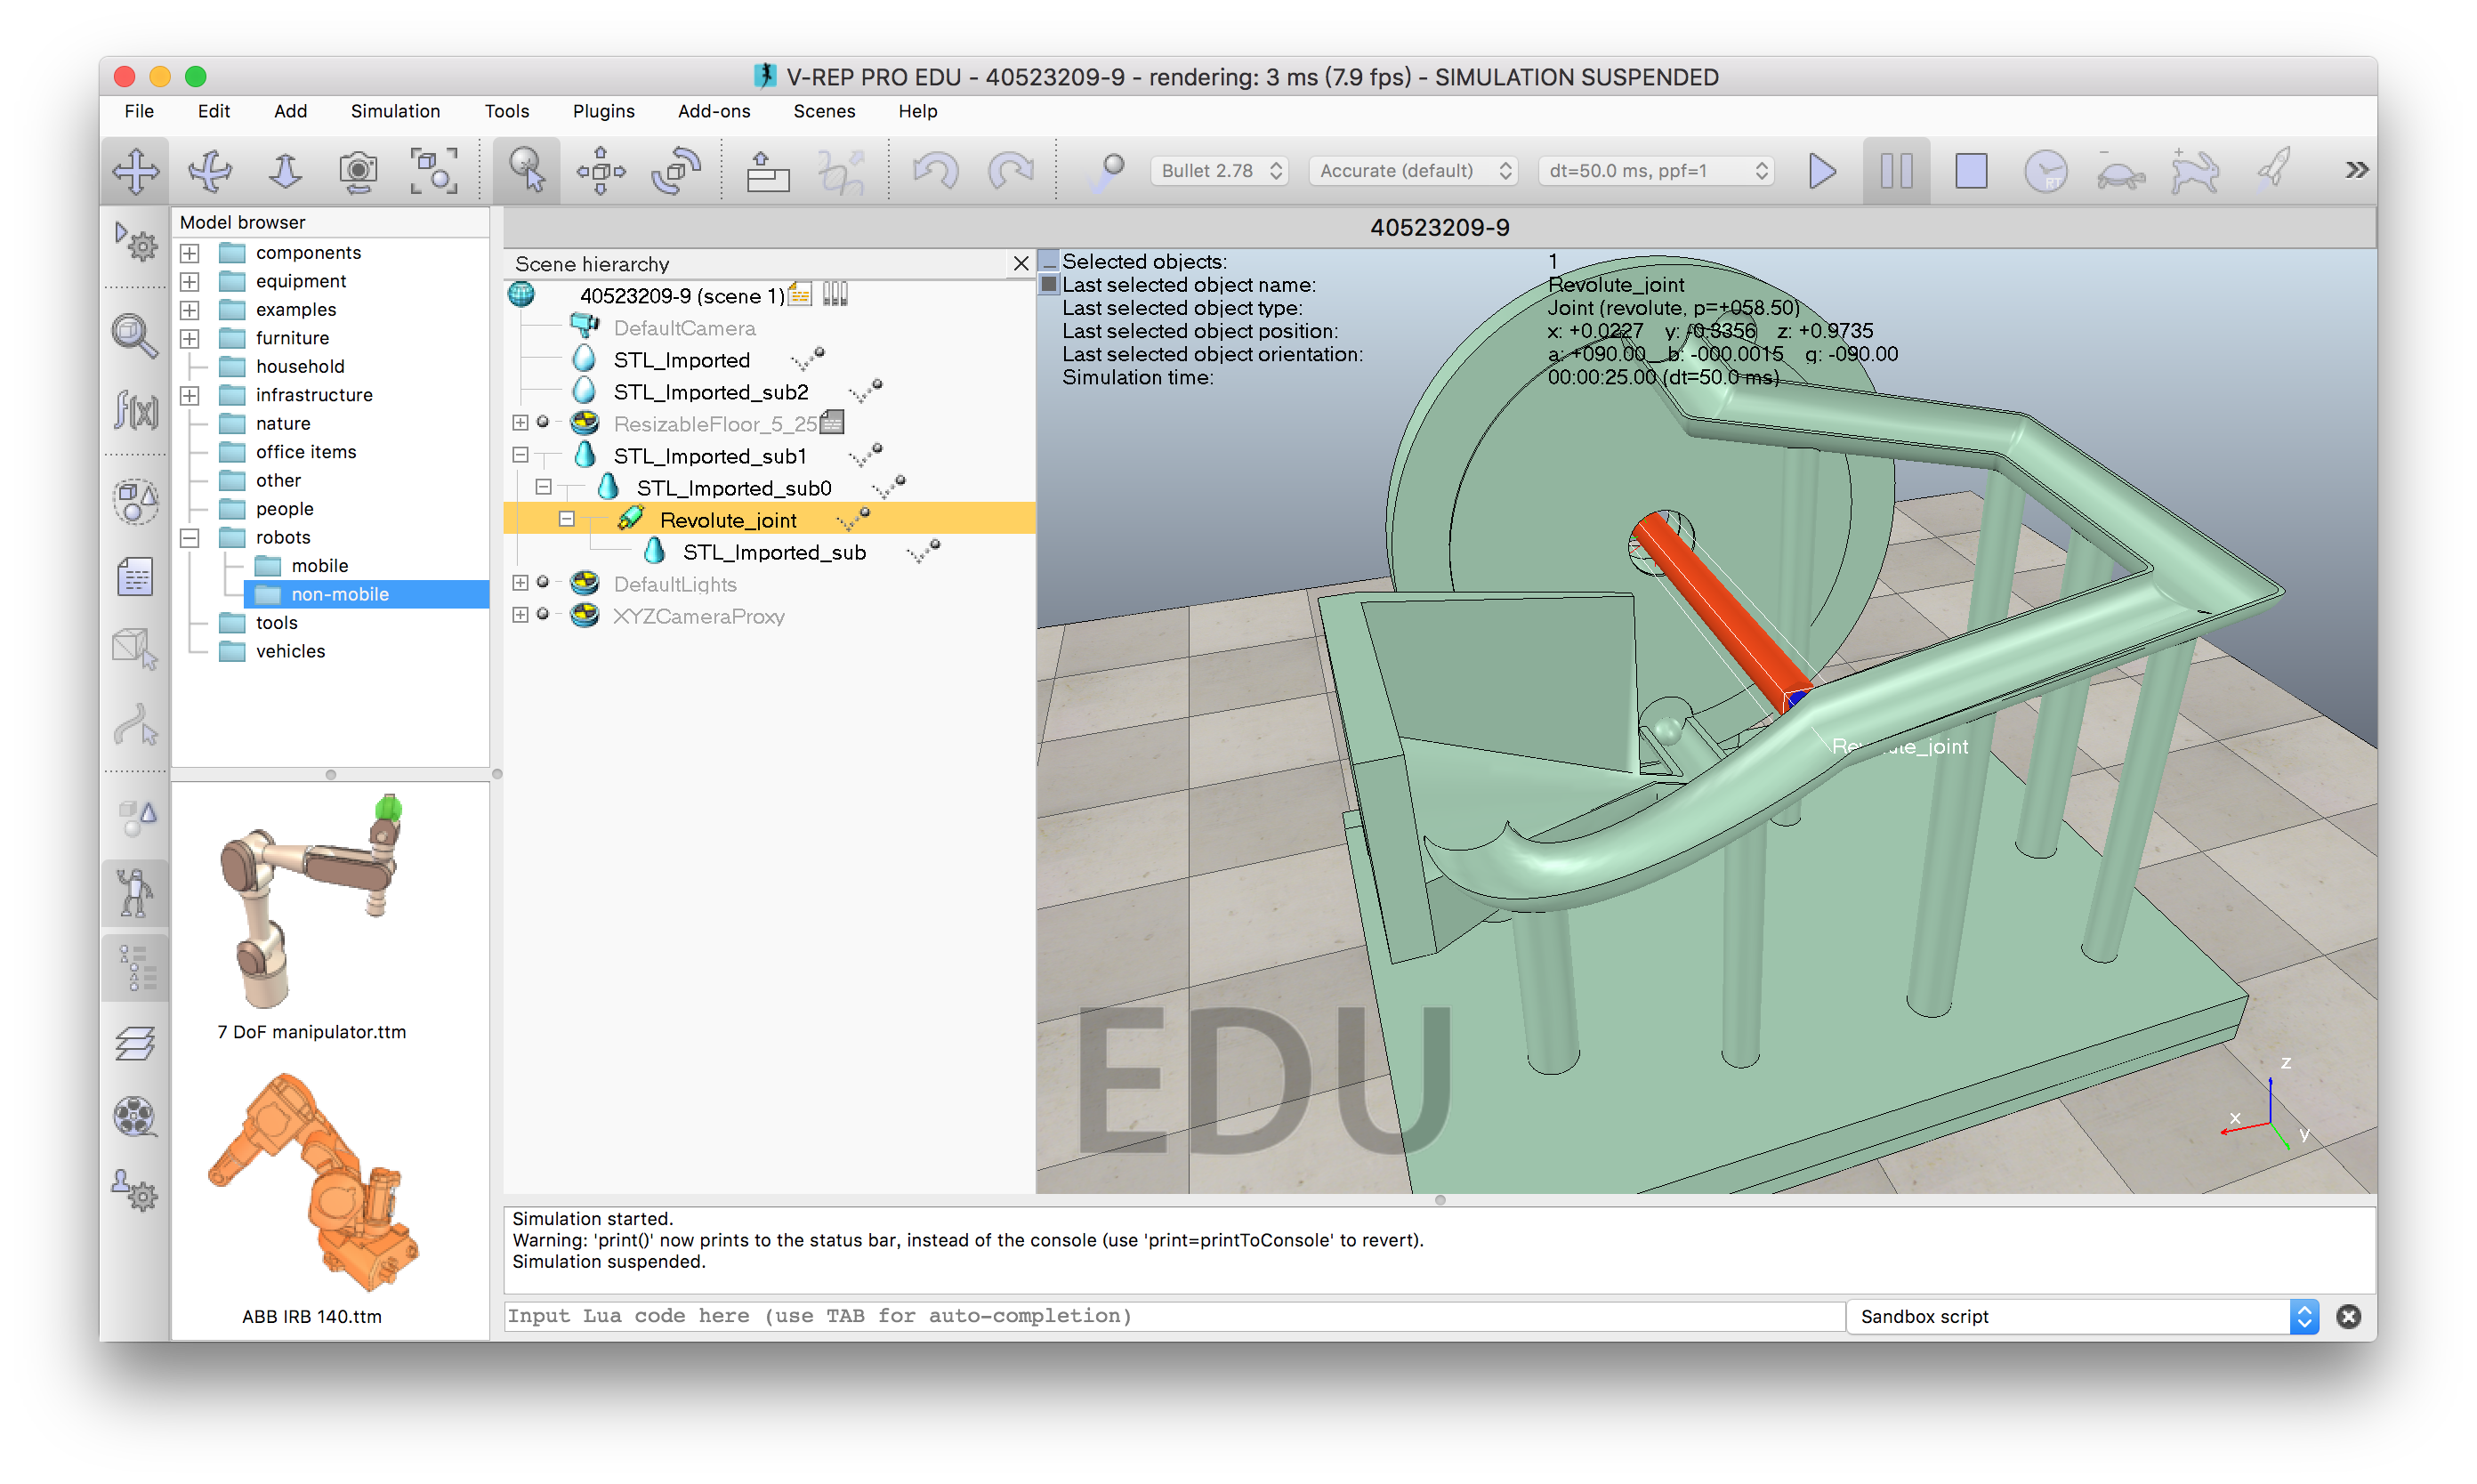 V-REP PRO EDU - 40523209-9 - rendering: 3 ms (7.9 fps) - SIMULATION SUSPENDED
File Edit Add Simulation Tools Plugins Add-ons Scenes Help
Bullet 2.78 Accurate (default) dt=50.0 ms, ppf=1
RT
f(x)
Model browser
components
equipment
examples
furniture
household
infrastructure
nature
office items
other
people
robots
mobile
non-mobile
tools
vehicles
7 DoF manipulator.ttm
ABB IRB 140.ttm
40523209-9
Scene hierarchy
40523209-9 (scene 1)
DefaultCamera
STL_Imported
STL_Imported_sub2
ResizableFloor_5_25
STL_Imported_sub1
STL_Imported_sub0
Revolute_joint
STL_Imported_sub
DefaultLights
XYZCameraProxy
Selected objects: 1
Last selected object name: Revolute_joint
Last selected object type: Joint (revolute, p=+058.50)
Last selected object position: x: +0.0227 y: -0.3356 z: +0.9735
Last selected object orientation: a: +090.00 b: -000.0015 g: -090.00
Simulation time: 00:00:25.00 (dt=50.0 ms)
Revolute_joint
EDU
z
x
y
Simulation started.
Warning: 'print()' now prints to the status bar, instead of the console (use 'print=printToConsole' to revert).
Simulation suspended.
Input Lua code here (use TAB for auto-completion)
Sandbox script